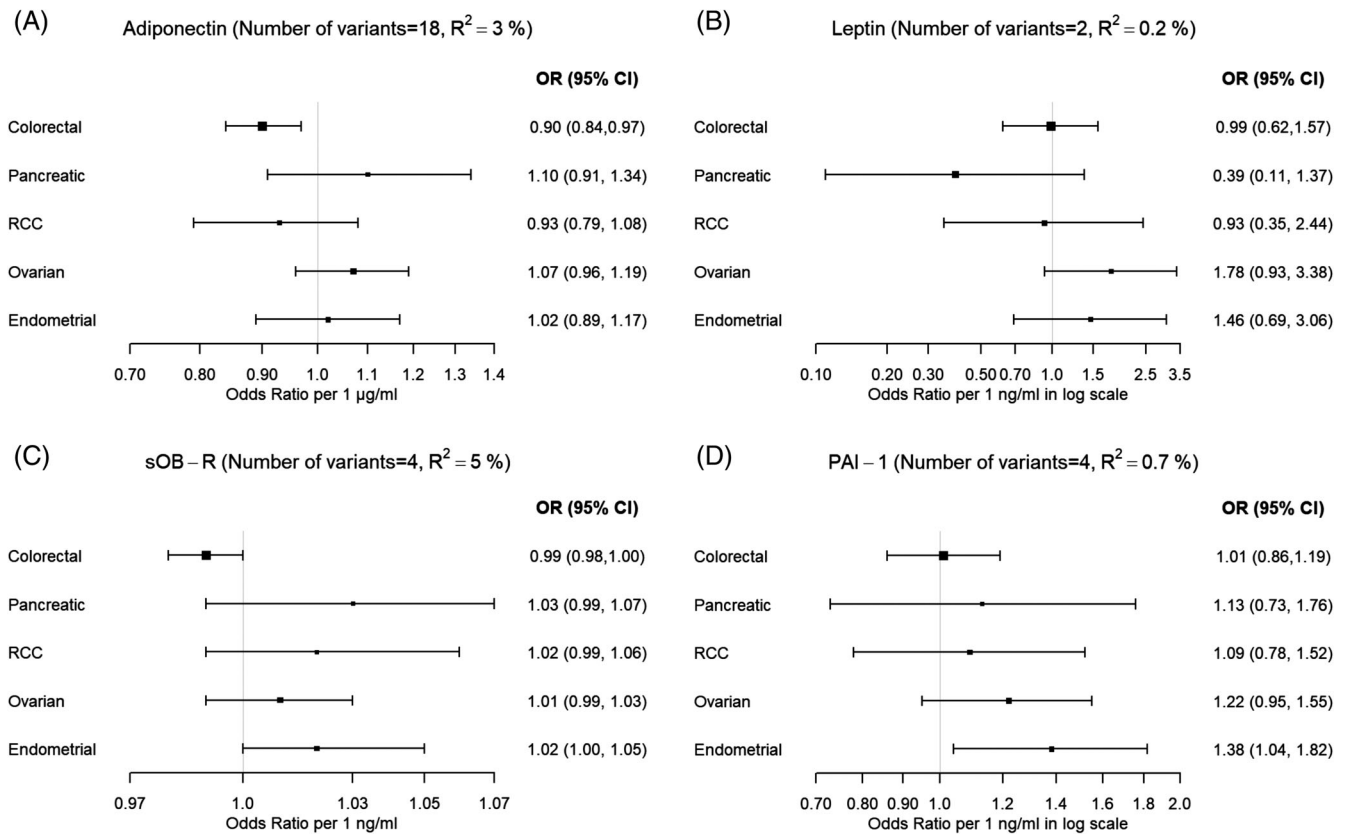 (A) Adiponectin (Number of variants=18, R² = 3 %)
OR (95% CI)
Colorectal 0.90 (0.84,0.97)
Pancreatic 1.10 (0.91, 1.34)
RCC 0.93 (0.79, 1.08)
Ovarian 1.07 (0.96, 1.19)
Endometrial 1.02 (0.89, 1.17)
0.70 0.80 0.90 1.0 1.1 1.2 1.3 1.4
Odds Ratio per 1 µg/ml
(B) Leptin (Number of variants=2, R² = 0.2 %)
OR (95% CI)
Colorectal 0.99 (0.62,1.57)
Pancreatic 0.39 (0.11, 1.37)
RCC 0.93 (0.35, 2.44)
Ovarian 1.78 (0.93, 3.38)
Endometrial 1.46 (0.69, 3.06)
0.10 0.20 0.30 0.50 0.70 1.0 1.5 2.5 3.5
Odds Ratio per 1 ng/ml in log scale
(C) sOB – R (Number of variants=4, R² = 5 %)
OR (95% CI)
Colorectal 0.99 (0.98,1.00)
Pancreatic 1.03 (0.99, 1.07)
RCC 1.02 (0.99, 1.06)
Ovarian 1.01 (0.99, 1.03)
Endometrial 1.02 (1.00, 1.05)
0.97 1.0 1.03 1.05 1.07
Odds Ratio per 1 ng/ml
(D) PAI – 1 (Number of variants=4, R² = 0.7 %)
OR (95% CI)
Colorectal 1.01 (0.86,1.19)
Pancreatic 1.13 (0.73, 1.76)
RCC 1.09 (0.78, 1.52)
Ovarian 1.22 (0.95, 1.55)
Endometrial 1.38 (1.04, 1.82)
0.70 0.80 0.90 1.0 1.2 1.4 1.6 1.8 2.0
Odds Ratio per 1 ng/ml in log scale